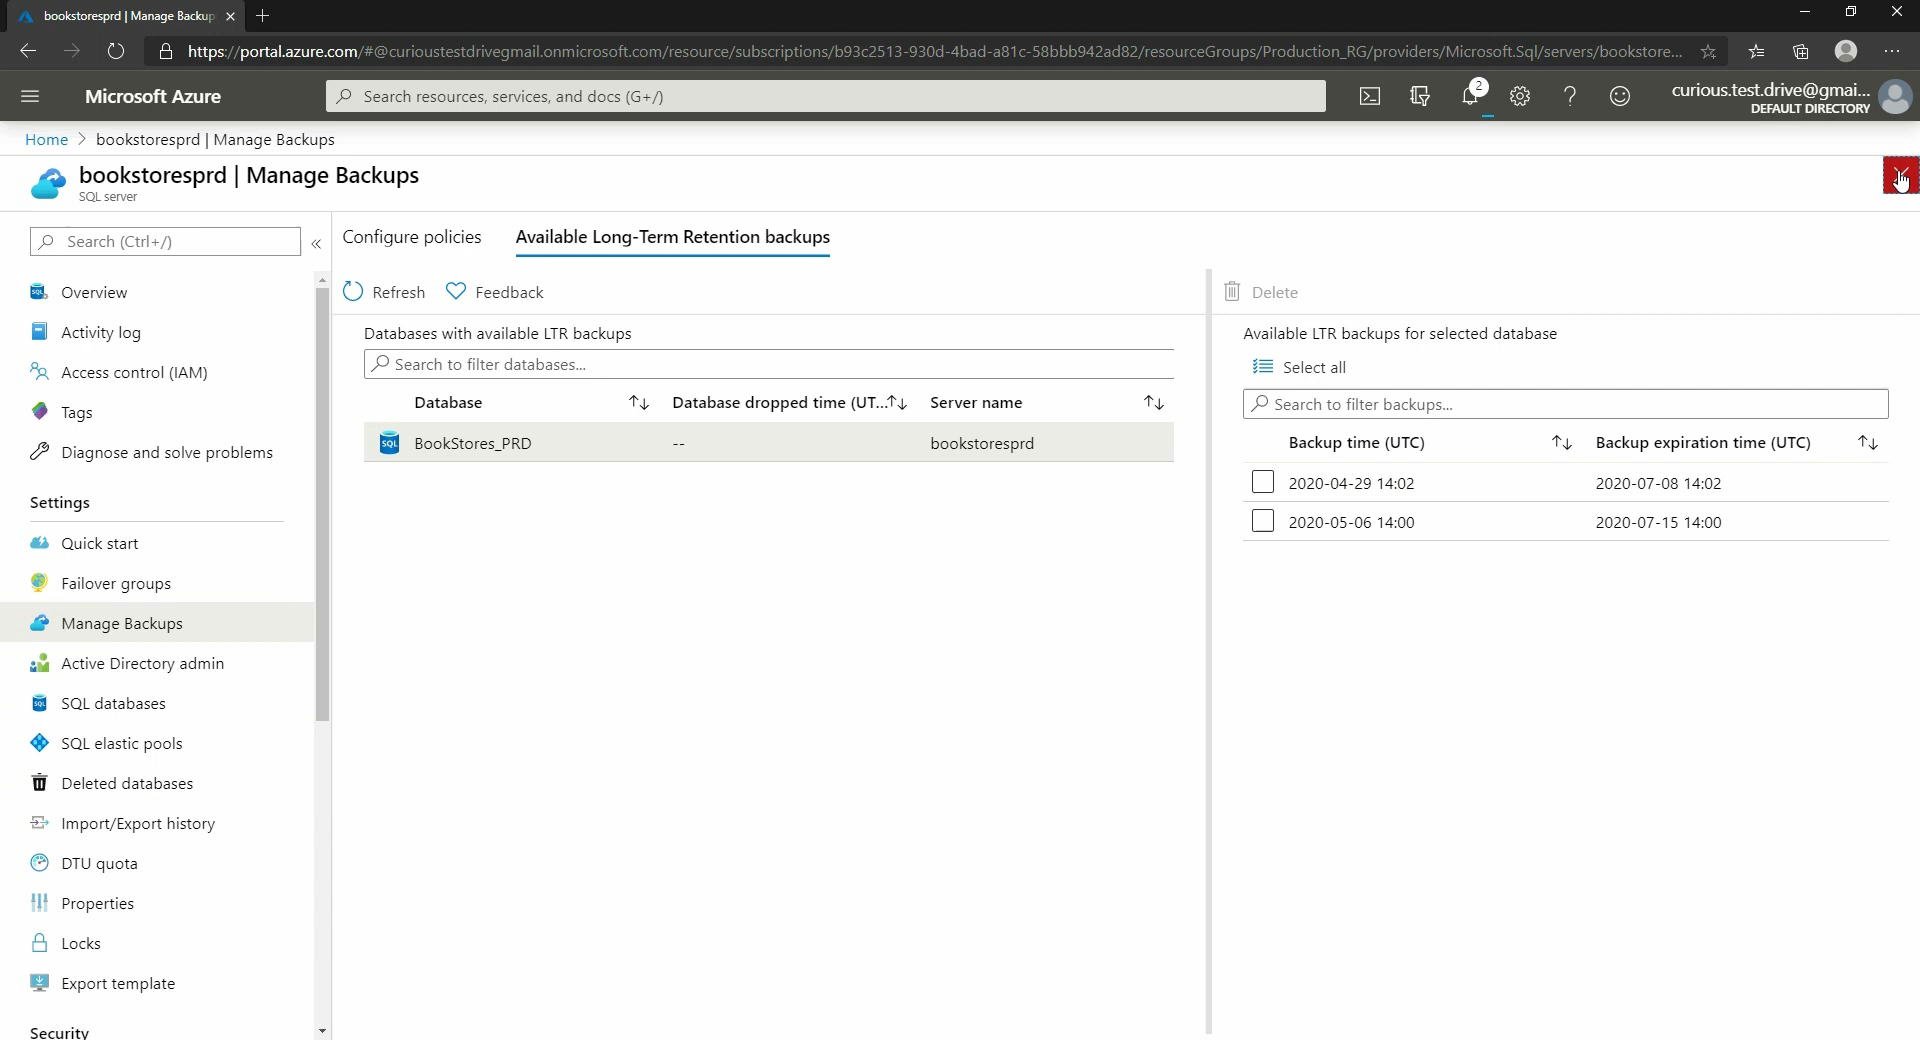 bookstoresprd | Manage Backup
https://portal.azure.com/#@curioustestdrivegmail.onmicrosoft.com/resource/subscriptions/b93c2513-930d-4bad-a81c-58bbb942ad82/resourceGroups/Production_RG/providers/Microsoft.Sql/servers/bookstore...
Microsoft Azure
Search resources, services, and docs (G+/)
2
curious.test.drive@gmai...
DEFAULT DIRECTORY
Home > bookstoresprd | Manage Backups
bookstoresprd | Manage Backups
SQL server
Search (Ctrl+/)
«
Overview
Activity log
Access control (IAM)
Tags
Diagnose and solve problems
Settings
Quick start
Failover groups
Manage Backups
Active Directory admin
SQL databases
SQL elastic pools
Deleted databases
Import/Export history
DTU quota
Properties
Locks
Export template
Security
Configure policies
Available Long-Term Retention backups
Refresh
Feedback
Databases with available LTR backups
Search to filter databases...
Database
Database dropped time (UT...
Server name
SQL BookStores_PRD
--
bookstoresprd
Delete
Available LTR backups for selected database
Select all
Search to filter backups...
Backup time (UTC)
Backup expiration time (UTC)
2020-04-29 14:02
2020-07-08 14:02
2020-05-06 14:00
2020-07-15 14:00